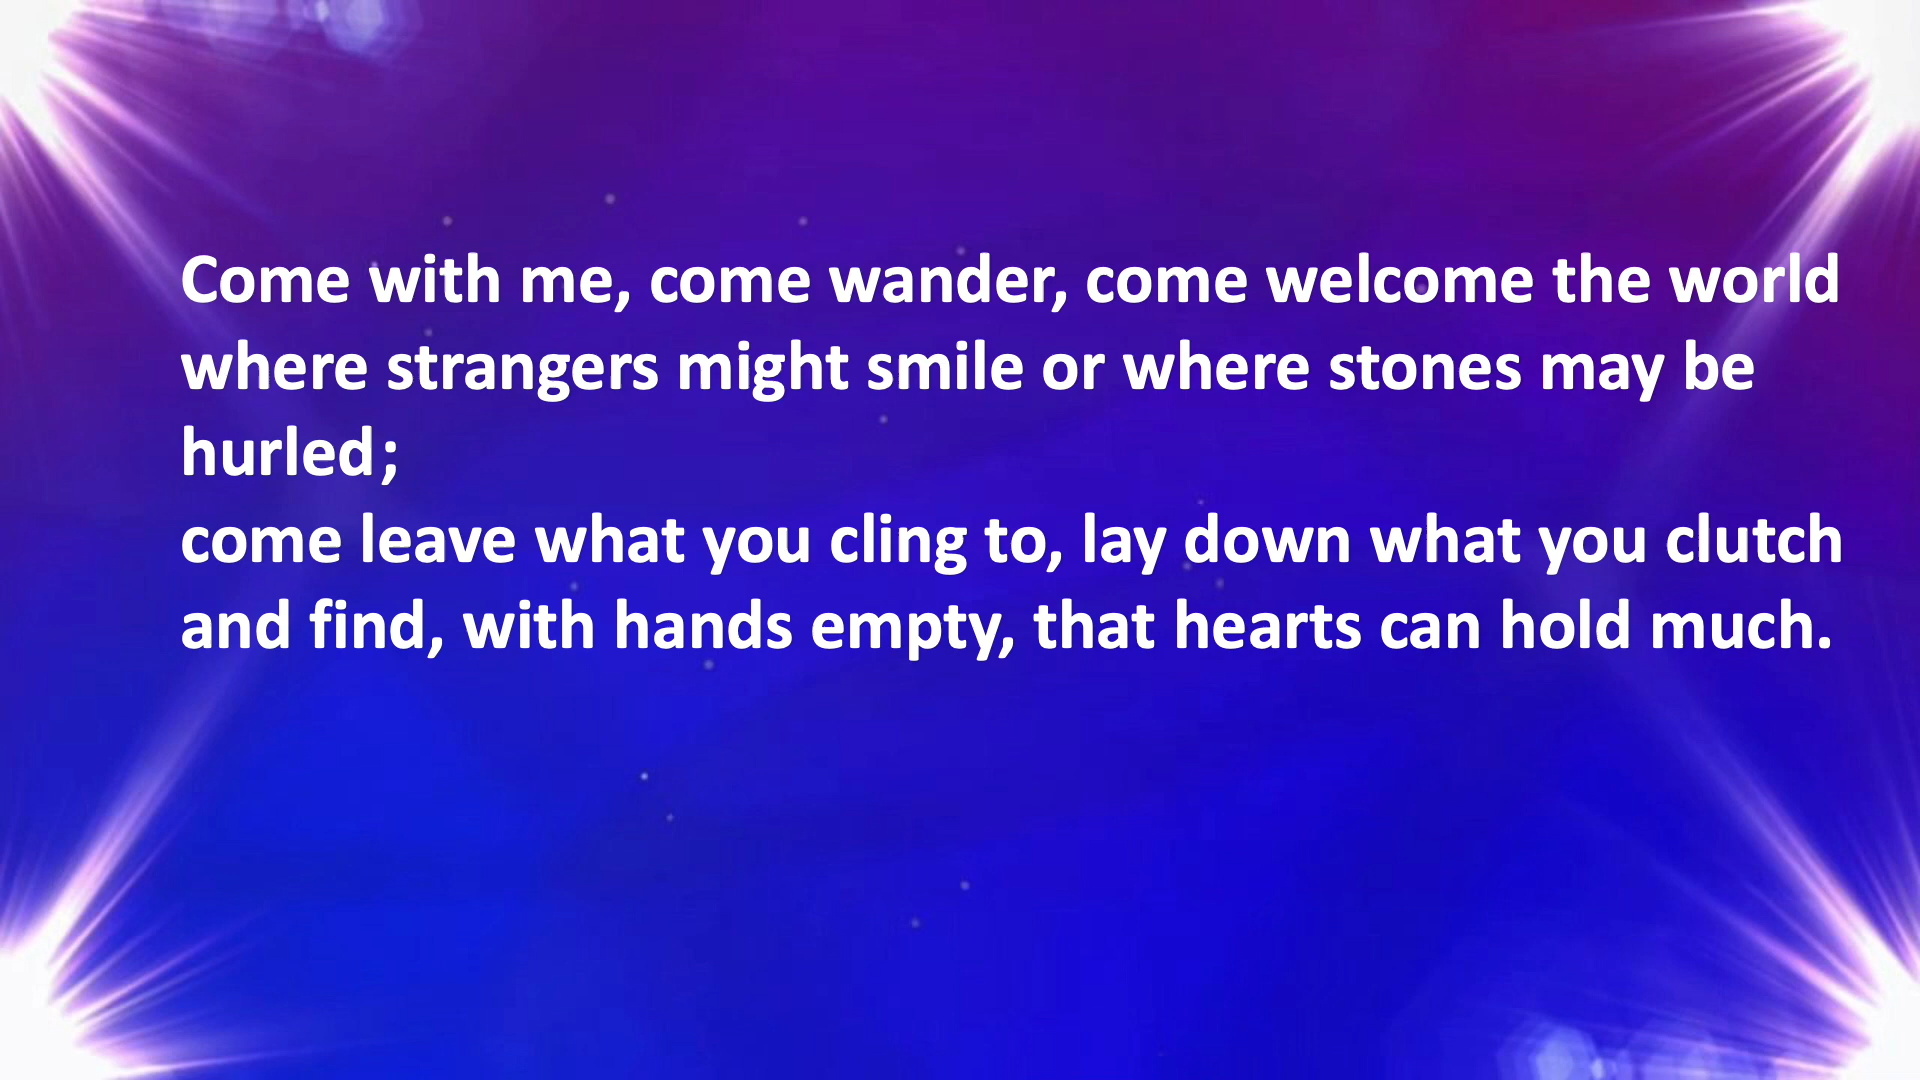 Come with me, come wander, come welcome the world
where strangers might smile or where stones may be
hurled;
come leave what you cling to, lay down what you clutch
and find, with hands empty, that hearts can hold much.